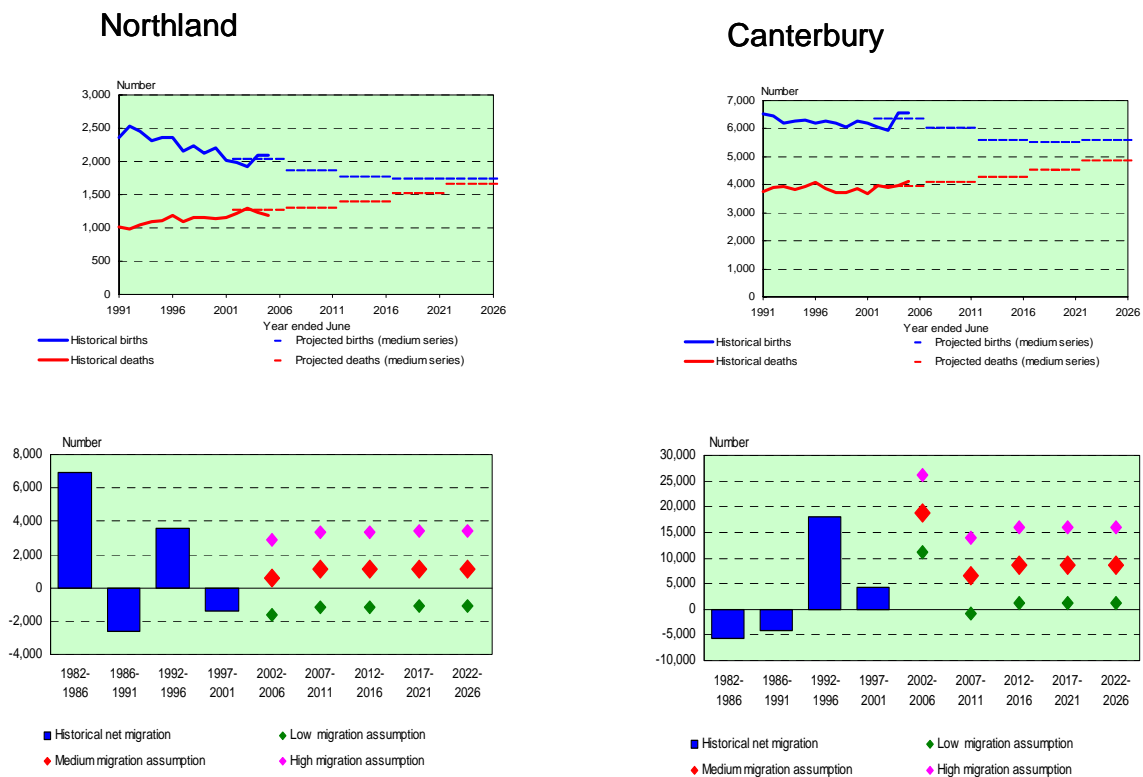 Northland
Canterbury
Number
3,000
2,500
2,000
1,500
1,000
500
0
1991 1996 2001 2006 2011 2016 2021 2026
Year ended June
Historical births
Projected births (medium series)
Historical deaths
Projected deaths (medium series)
Number
7,000
6,000
5,000
4,000
3,000
2,000
1,000
0
1991 1996 2001 2006 2011 2016 2021 2026
Year ended June
Historical births
Projected births (medium series)
Historical deaths
Projected deaths (medium series)
Number
8,000
6,000
4,000
2,000
0
-2,000
-4,000
1982- 1986- 1992- 1997- 2002- 2007- 2012- 2017- 2022-
1986 1991 1996 2001 2006 2011 2016 2021 2026
Historical net migration
Low migration assumption
Medium migration assumption
High migration assumption
Number
30,000
25,000
20,000
15,000
10,000
5,000
0
-5,000
-10,000
1982- 1986- 1992- 1997- 2002- 2007- 2012- 2017- 2022-
1986 1991 1996 2001 2006 2011 2016 2021 2026
Historical net migration
Low migration assumption
Medium migration assumption
High migration assumption